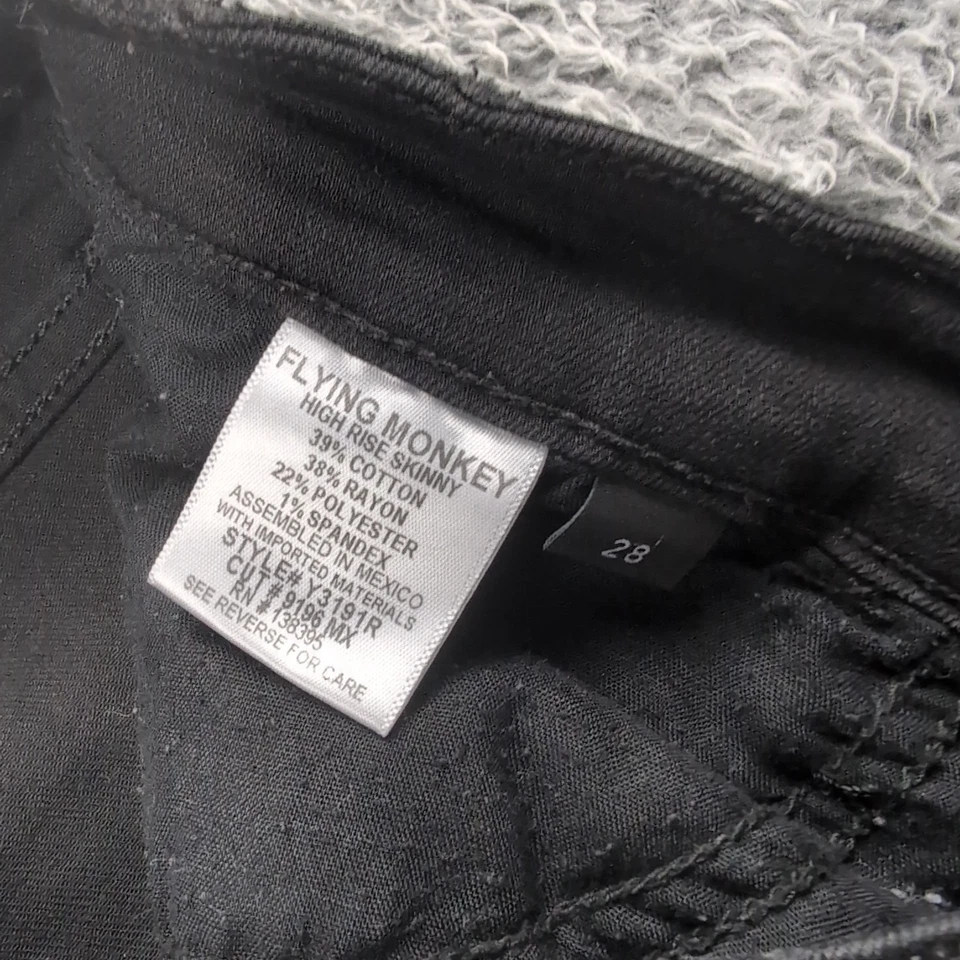 FLYING MONKEY
HIGH RISE SKINNY
39% COTTON
38% RAYON
22% POLYESTER
1% SPANDEX
ASSEMBLED IN MEXICO
WITH IMPORTED MATERIALS
STYLE# Y3191R
CUT# 9196 MX
RN# 138395
SEE REVERSE FOR CARE
28